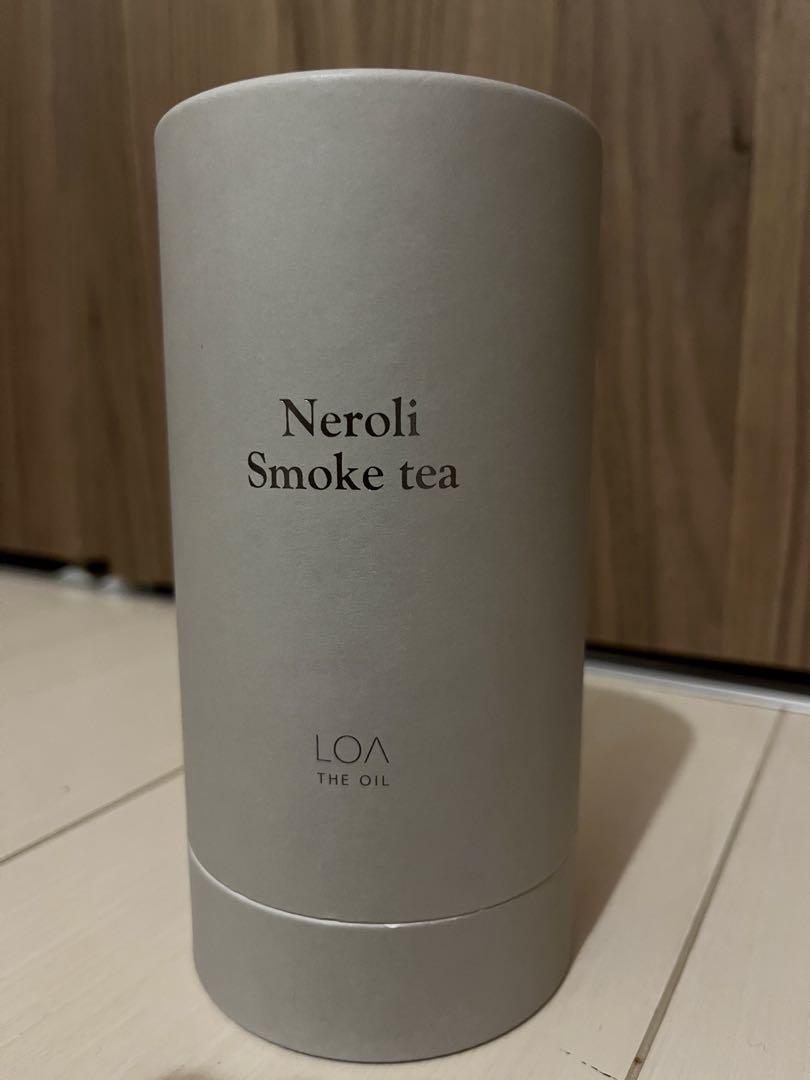 Neroli
Smoke tea
LOA
THE OIL